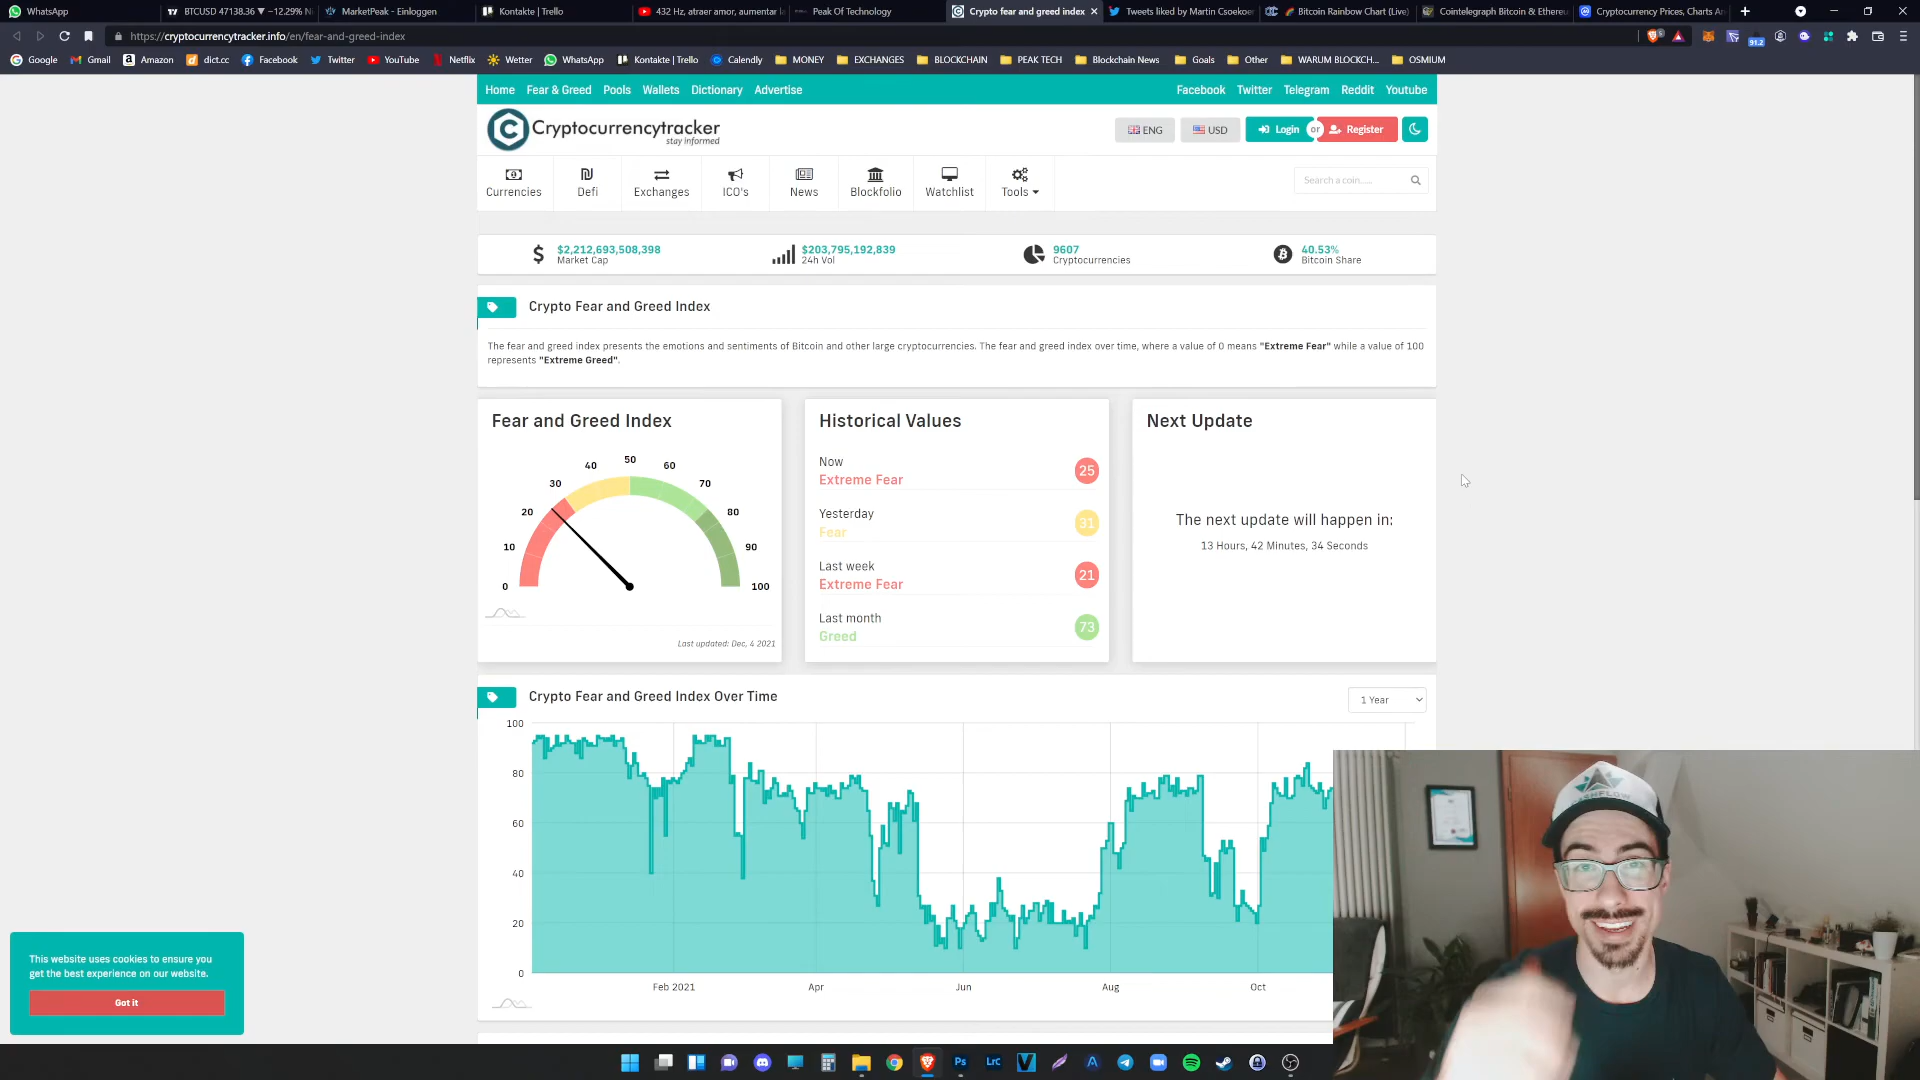 WhatsApp
BTCUSD 47138.36 ▼ −12.29% N
MarketPeak - Einloggen
Kontakte | Trello
432 Hz, atraer amor, aumentar l
Peak Of Technology
Crypto fear and greed index
Tweets liked by Martin Csoekoe
Bitcoin Rainbow Chart (Live)
Cointelegraph Bitcoin & Ethereu
Cryptocurrency Prices, Charts A
https://cryptocurrencytracker.info/en/fear-and-greed-index
91.2
Google
Gmail
Amazon
dict.cc
Facebook
Twitter
YouTube
Netflix
Wetter
WhatsApp
Kontakte | Trello
Calendly
MONEY
EXCHANGES
BLOCKCHAIN
PEAK TECH
Blockchain News
Goals
Other
WARUM BLOCKCH...
OSMIUM
Home Fear & Greed Pools Wallets Dictionary Advertise
Facebook Twitter Telegram Reddit Youtube
Cryptocurrencytracker
stay informed
ENG
USD
Login
or
Register
Currencies
Defi
Exchanges
ICO's
News
Blockfolio
Watchlist
Tools
Search a coin.....
$2,212,693,508,398
Market Cap
$203,795,192,839
24h Vol
9607
Cryptocurrencies
40.53%
Bitcoin Share
Crypto Fear and Greed Index
The fear and greed index presents the emotions and sentiments of Bitcoin and other large cryptocurrencies. The fear and greed index over time, where a value of 0 means "Extreme Fear" while a value of 100
represents "Extreme Greed".
Fear and Greed Index
0
10
20
30
40
50
60
70
80
90
100
Last updated: Dec, 4 2021
Historical Values
Now
Extreme Fear
25
Yesterday
Fear
31
Last week
Extreme Fear
21
Last month
Greed
73
Next Update
The next update will happen in:
13 Hours, 42 Minutes, 34 Seconds
Crypto Fear and Greed Index Over Time
1 Year
100
80
60
40
20
0
Feb 2021
Apr
Jun
Aug
Oct
This website uses cookies to ensure you
get the best experience on our website.
Got it
CASHFLOW
Ps
LrC